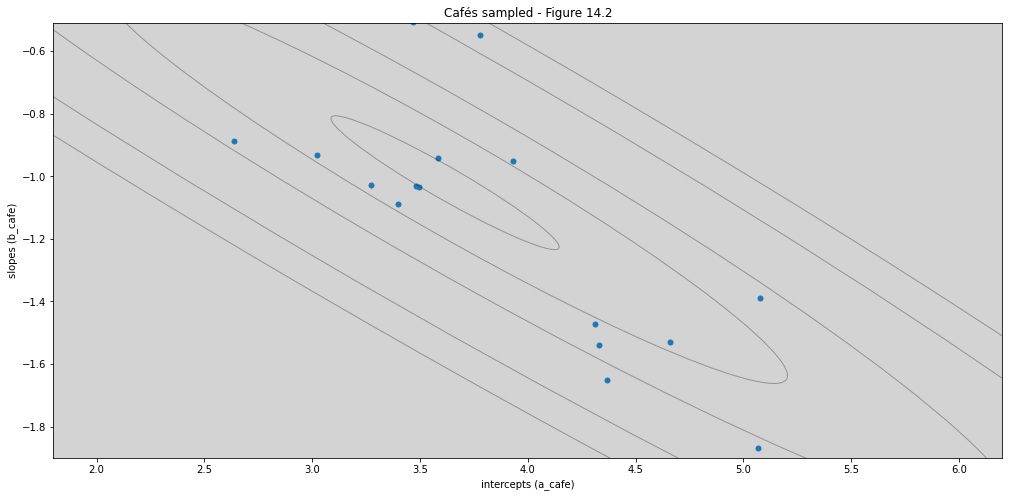 Cafés sampled - Figure 14.2
−0.6
−0.8
−1.0
−1.2
−1.4
−1.6
−1.8
slopes (b_cafe)
2.0 2.5 3.0 3.5 4.0 4.5 5.0 5.5 6.0
intercepts (a_cafe)